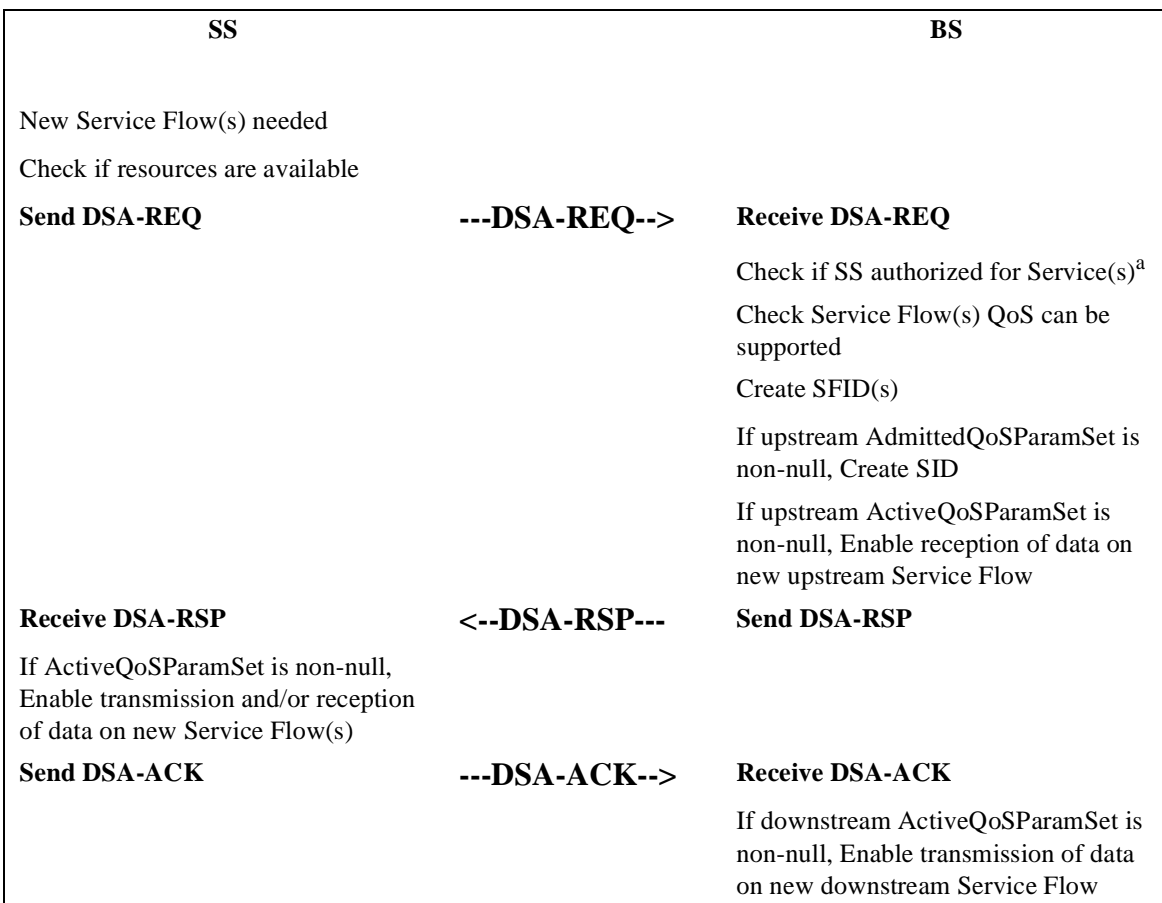 SS BS
New Service Flow(s) needed
Check if resources are available
Send DSA-REQ ---DSA-REQ--> Receive DSA-REQ
Check if SS authorized for Service(s)a
Check Service Flow(s) QoS can be
supported
Create SFID(s)
If upstream AdmittedQoSParamSet is
non-null, Create SID
If upstream ActiveQoSParamSet is
non-null, Enable reception of data on
new upstream Service Flow
Receive DSA-RSP <--DSA-RSP--- Send DSA-RSP
If ActiveQoSParamSet is non-null,
Enable transmission and/or reception
of data on new Service Flow(s)
Send DSA-ACK ---DSA-ACK--> Receive DSA-ACK
If downstream ActiveQoSParamSet is
non-null, Enable transmission of data
on new downstream Service Flow